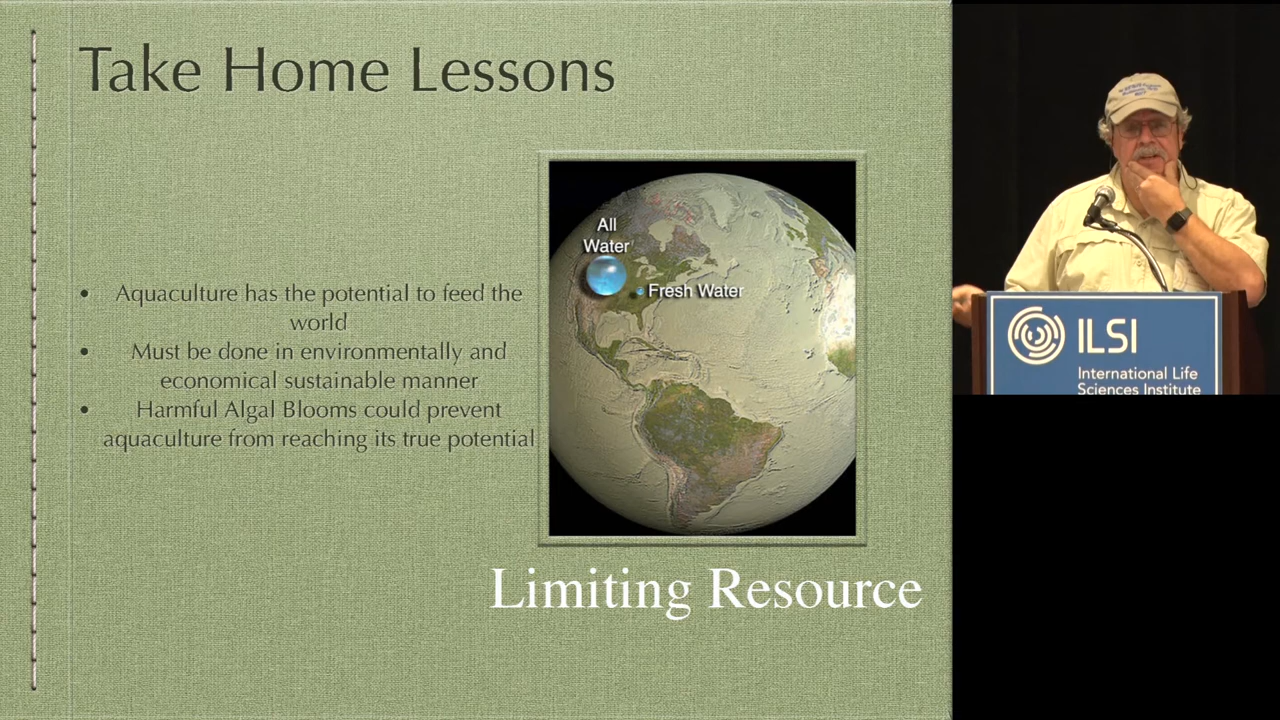 Take Home Lessons
• Aquaculture has the potential to feed the
world
• Must be done in environmentally and
economical sustainable manner
• Harmful Algal Blooms could prevent
aquaculture from reaching its true potential
All
Water
Fresh Water
Limiting Resource
ILSI
International Life
Sciences Institute